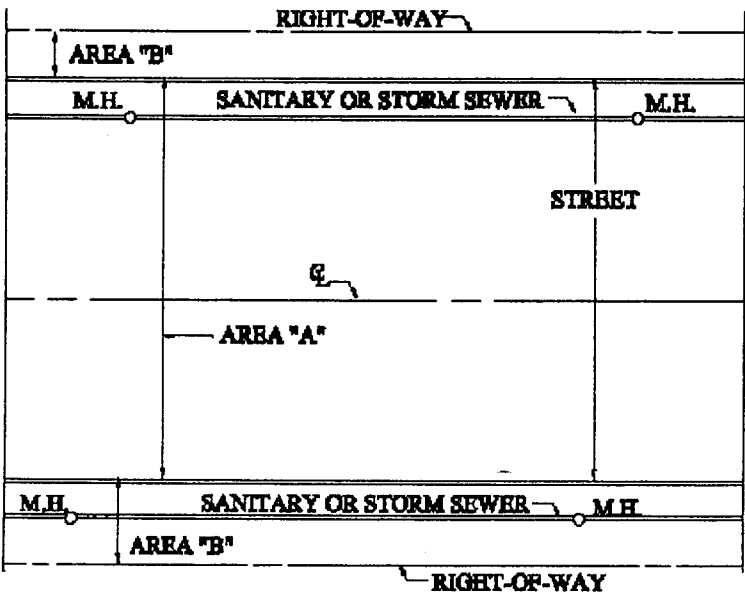 RIGHT-OF-WAY
AREA "B"
M.H. SANITARY OR STORM SEWER M.H.
STREET
℄
AREA "A"
M.H. SANITARY OR STORM SEWER M.H.
AREA "B"
RIGHT-OF-WAY